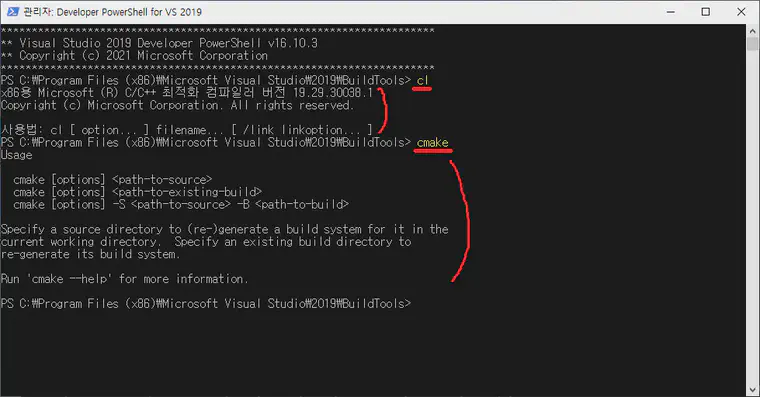 관리자: Developer PowerShell for VS 2019
**********************************************************************
** Visual Studio 2019 Developer PowerShell v16.10.3
** Copyright (c) 2021 Microsoft Corporation
**********************************************************************
PS C:₩Program Files (x86)₩Microsoft Visual Studio₩2019₩BuildTools> cl
x86용 Microsoft (R) C/C++ 최적화 컴파일러 버전 19.29.30038.1
Copyright (c) Microsoft Corporation. All rights reserved.
사용법: cl [ option... ] filename... [ /link linkoption... ]
PS C:₩Program Files (x86)₩Microsoft Visual Studio₩2019₩BuildTools> cmake
Usage
cmake [options] <path-to-source>
cmake [options] <path-to-existing-build>
cmake [options] -S <path-to-source> -B <path-to-build>
Specify a source directory to (re-)generate a build system for it in the
current working directory.  Specify an existing build directory to
re-generate its build system.
Run 'cmake --help' for more information.
PS C:₩Program Files (x86)₩Microsoft Visual Studio₩2019₩BuildTools>